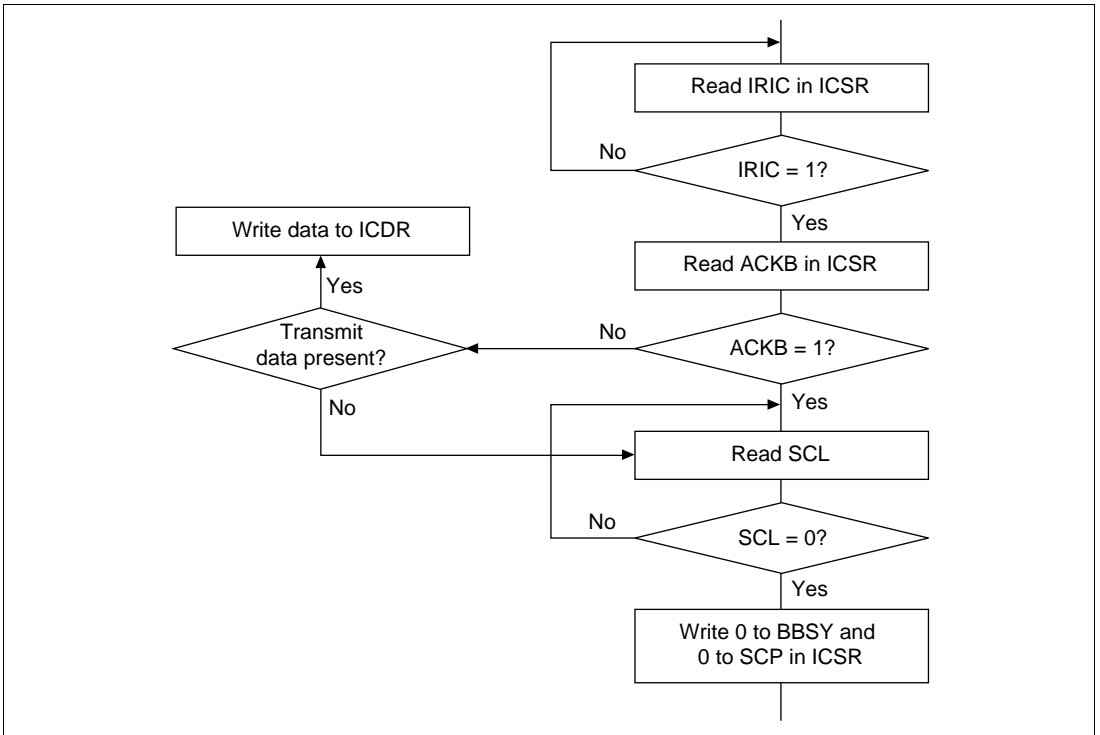 Read IRIC in ICSR
No
IRIC = 1?
Yes
Write data to ICDR
Read ACKB in ICSR
Yes
Transmit
data present?
No
ACKB = 1?
No
Yes
Read SCL
No
SCL = 0?
Yes
Write 0 to BBSY and
0 to SCP in ICSR